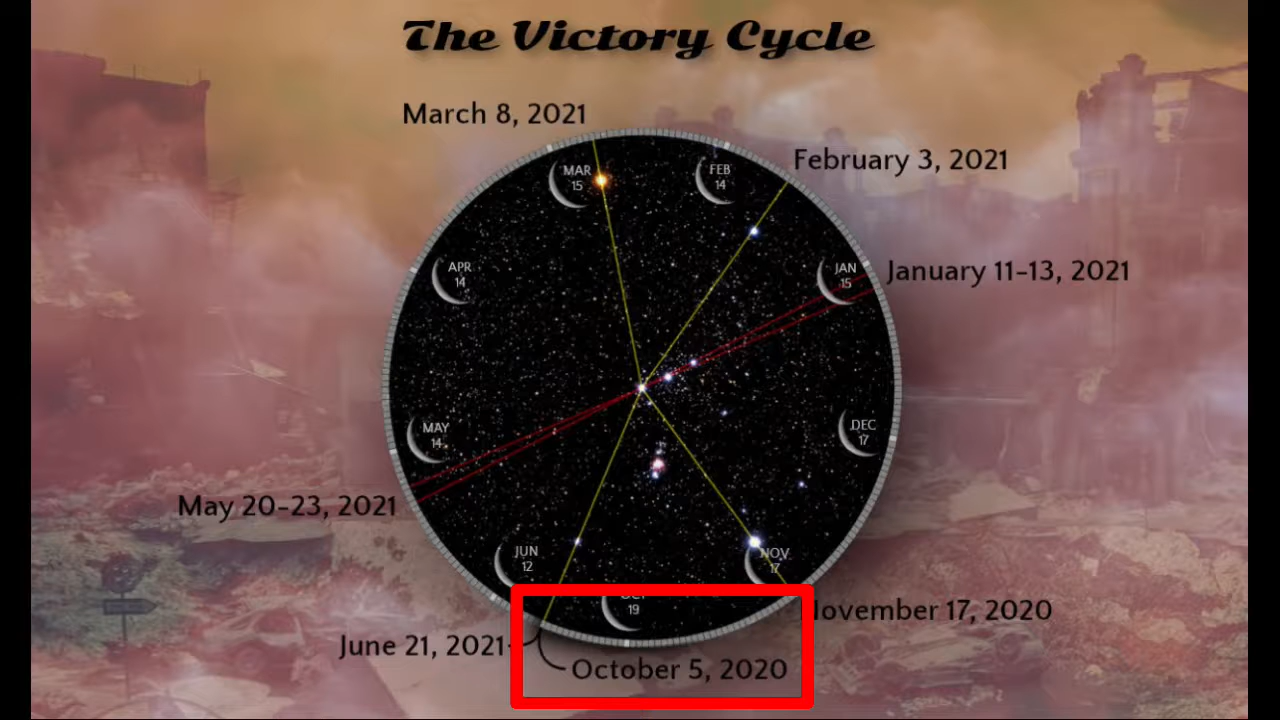 The Victory Cycle
March 8, 2021
February 3, 2021
MAR
15
FEB
14
January 11-13, 2021
JAN
15
APR
14
MAY
14
DEC
17
May 20-23, 2021
JUN
12
NOV
17
19
November 17, 2020
June 21, 2021
October 5, 2020